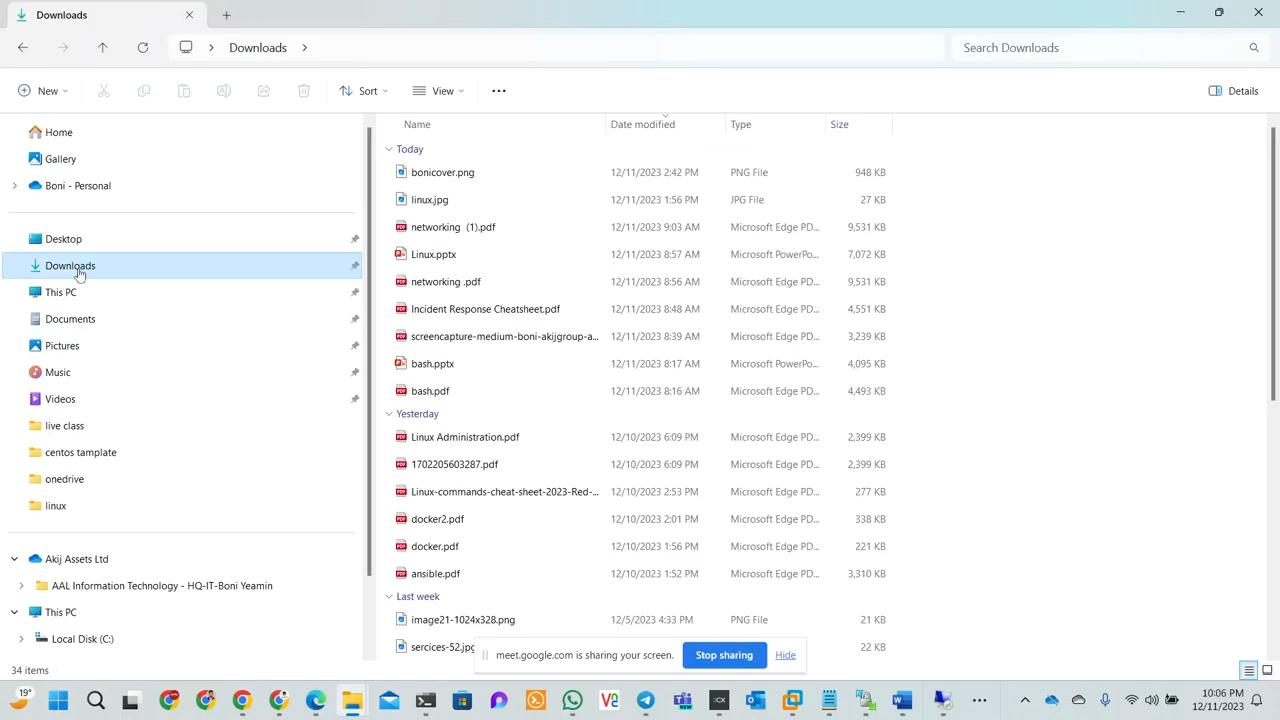 Downloads
Downloads
Search Downloads
New
Sort
View
Details
Home
Gallery
Boni - Personal
Desktop
Downloads
This PC
Documents
Pictures
Music
Videos
live class
centos tamplate
onedrive
linux
Akij Assets Ltd
AAL Information Technology - HQ-IT-Boni Yeamin
This PC
Local Disk (C:)
Name Date modified Type Size
Today
bonicover.png 12/11/2023 2:42 PM PNG File 948 KB
linux.jpg 12/11/2023 1:56 PM JPG File 27 KB
networking (1).pdf 12/11/2023 9:03 AM Microsoft Edge PD... 9,531 KB
Linux.pptx 12/11/2023 8:57 AM Microsoft PowerPo... 7,072 KB
networking .pdf 12/11/2023 8:56 AM Microsoft Edge PD... 9,531 KB
Incident Response Cheatsheet.pdf 12/11/2023 8:48 AM Microsoft Edge PD... 4,551 KB
screencapture-medium-boni-akijgroup-a... 12/11/2023 8:39 AM Microsoft Edge PD... 3,239 KB
bash.pptx 12/11/2023 8:17 AM Microsoft PowerPo... 4,095 KB
bash.pdf 12/11/2023 8:16 AM Microsoft Edge PD... 4,493 KB
Yesterday
Linux Administration.pdf 12/10/2023 6:09 PM Microsoft Edge PD... 2,399 KB
1702205603287.pdf 12/10/2023 6:09 PM Microsoft Edge PD... 2,399 KB
Linux-commands-cheat-sheet-2023-Red-... 12/10/2023 2:53 PM Microsoft Edge PD... 277 KB
docker2.pdf 12/10/2023 2:01 PM Microsoft Edge PD... 338 KB
docker.pdf 12/10/2023 1:56 PM Microsoft Edge PD... 221 KB
ansible.pdf 12/10/2023 1:52 PM Microsoft Edge PD... 3,310 KB
Last week
image21-1024x328.png 12/5/2023 4:33 PM PNG File 21 KB
sercices-52.jpg 22 KB
meet.google.com is sharing your screen. Stop sharing Hide
34 items
19°
10:06 PM
12/11/2023